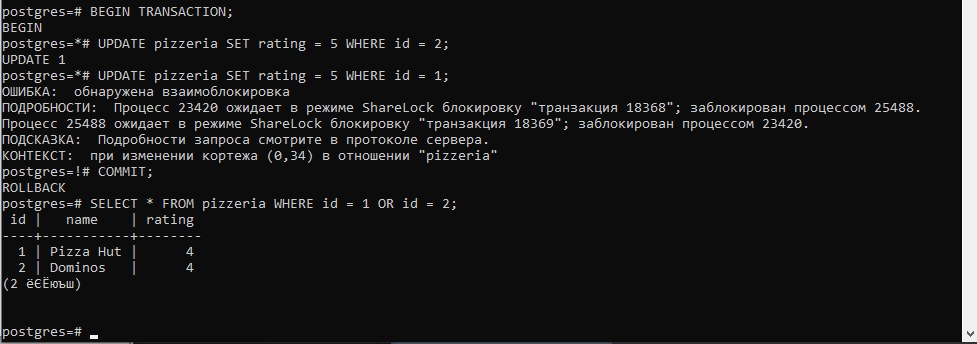 postgres=# BEGIN TRANSACTION;
BEGIN
postgres=*# UPDATE pizzeria SET rating = 5 WHERE id = 2;
UPDATE 1
postgres=*# UPDATE pizzeria SET rating = 5 WHERE id = 1;
ОШИБКА:  обнаружена взаимоблокировка
ПОДРОБНОСТИ:  Процесс 23420 ожидает в режиме ShareLock блокировку "транзакция 18368"; заблокирован процессом 25488.
Процесс 25488 ожидает в режиме ShareLock блокировку "транзакция 18369"; заблокирован процессом 23420.
ПОДСКАЗКА:  Подробности запроса смотрите в протоколе сервера.
КОНТЕКСТ:  при изменении кортежа (0,34) в отношении "pizzeria"
postgres=!# COMMIT;
ROLLBACK
postgres=# SELECT * FROM pizzeria WHERE id = 1 OR id = 2;
 id |   name    | rating
----+-----------+--------
  1 | Pizza Hut |      4
  2 | Dominos   |      4
(2 ёЄЁюъш)
postgres=#